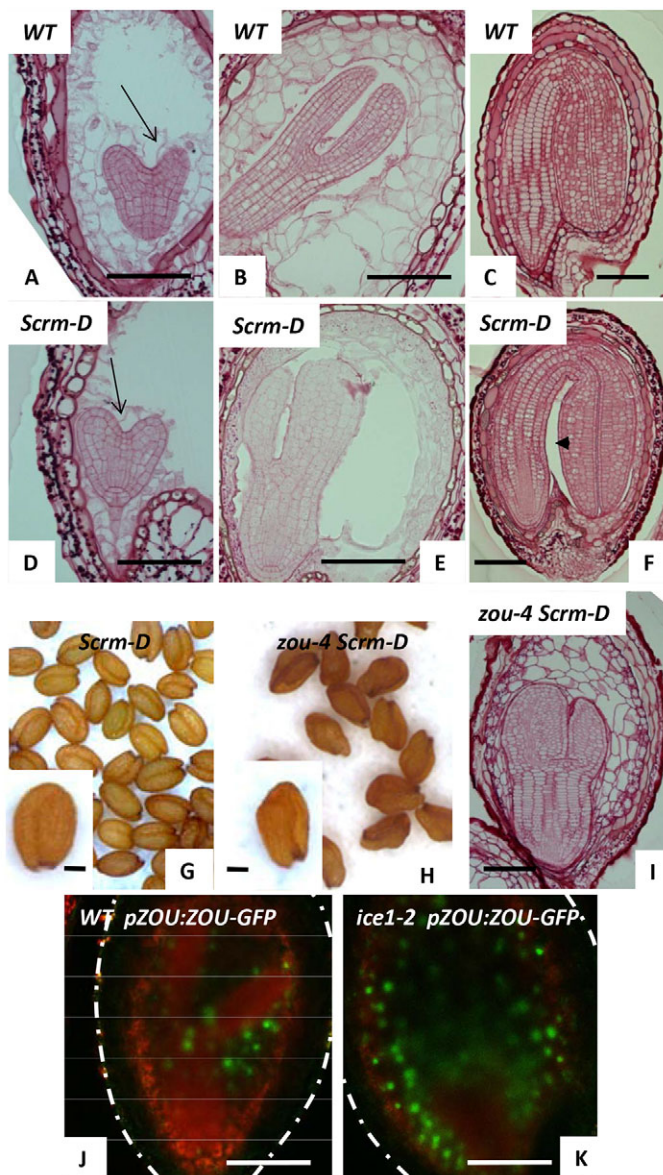 WT
WT
WT
A
B
C
Scrm-D
Scrm-D
Scrm-D
D
E
F
Scrm-D
zou-4 Scrm-D
zou-4 Scrm-D
G
H
I
WT pZOU:ZOU-GFP
ice1-2 pZOU:ZOU-GFP
J
K